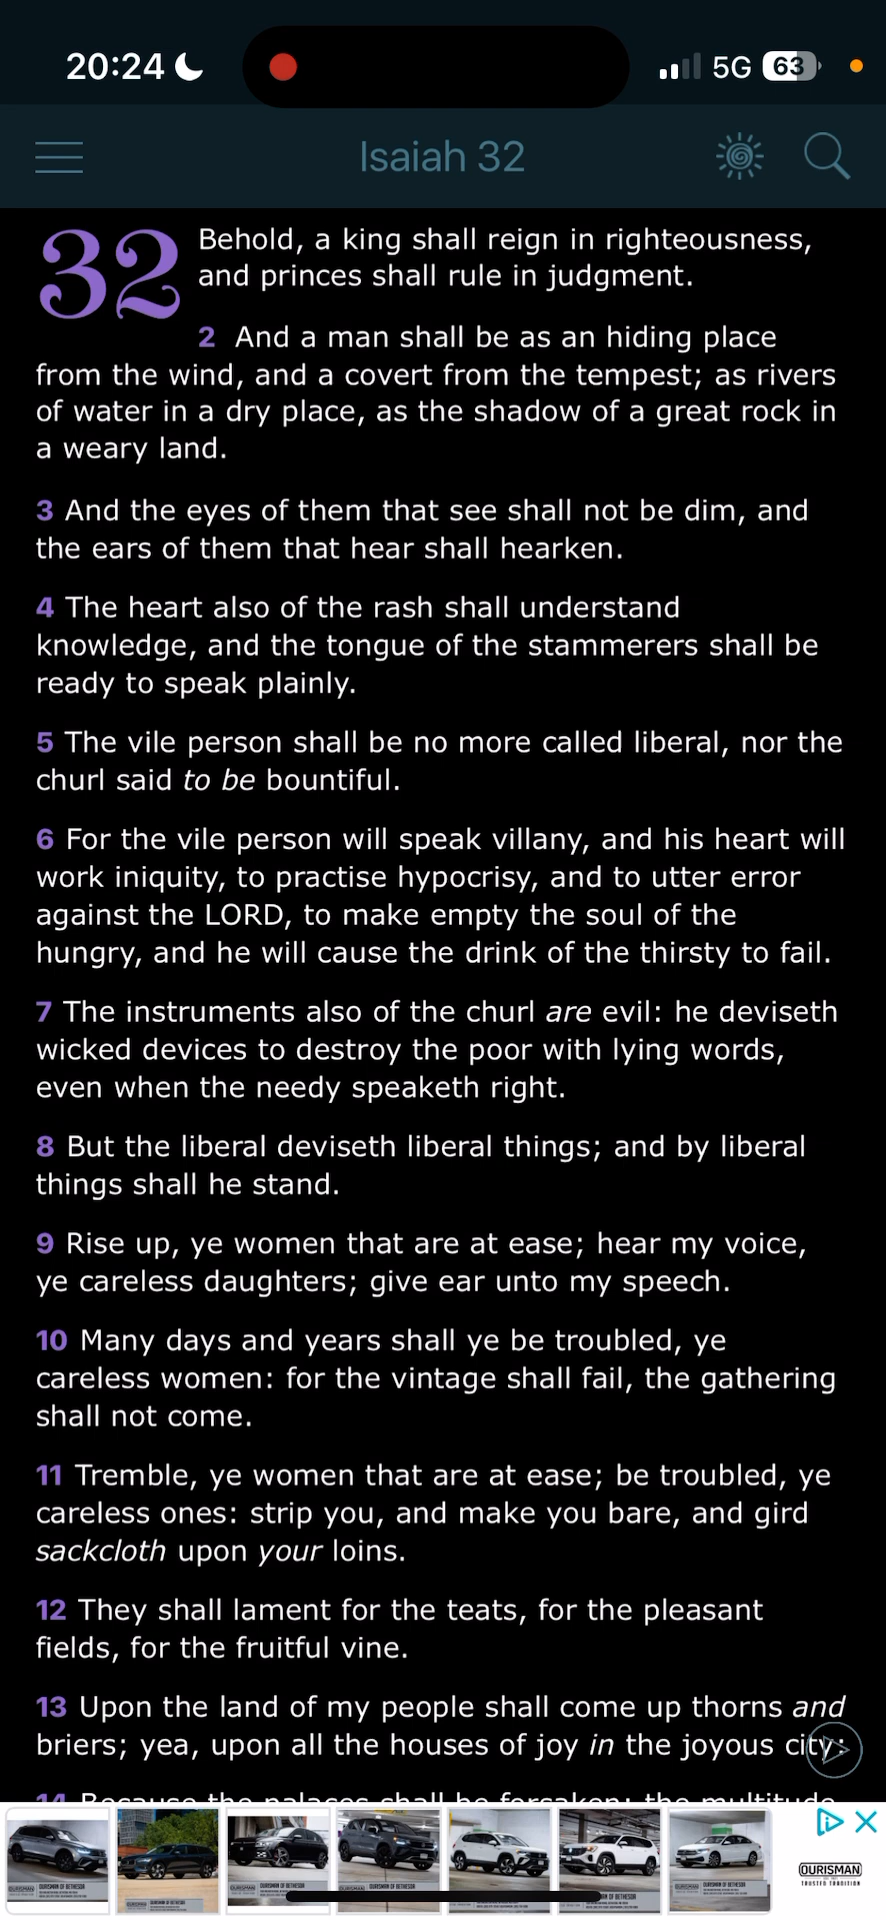 20:24
5G 63
Isaiah 32
32 Behold, a king shall reign in righteousness,
and princes shall rule in judgment.
2 And a man shall be as an hiding place
from the wind, and a covert from the tempest; as rivers
of water in a dry place, as the shadow of a great rock in
a weary land.
3 And the eyes of them that see shall not be dim, and
the ears of them that hear shall hearken.
4 The heart also of the rash shall understand
knowledge, and the tongue of the stammerers shall be
ready to speak plainly.
5 The vile person shall be no more called liberal, nor the
churl said to be bountiful.
6 For the vile person will speak villany, and his heart will
work iniquity, to practise hypocrisy, and to utter error
against the LORD, to make empty the soul of the
hungry, and he will cause the drink of the thirsty to fail.
7 The instruments also of the churl are evil: he deviseth
wicked devices to destroy the poor with lying words,
even when the needy speaketh right.
8 But the liberal deviseth liberal things; and by liberal
things shall he stand.
9 Rise up, ye women that are at ease; hear my voice,
ye careless daughters; give ear unto my speech.
10 Many days and years shall ye be troubled, ye
careless women: for the vintage shall fail, the gathering
shall not come.
11 Tremble, ye women that are at ease; be troubled, ye
careless ones: strip you, and make you bare, and gird
sackcloth upon your loins.
12 They shall lament for the teats, for the pleasant
fields, for the fruitful vine.
13 Upon the land of my people shall come up thorns and
briers; yea, upon all the houses of joy in the joyous city:
14 Because the palaces shall be forsaken; the multitude
OURISMAN OF BETHESDA
OURISMAN
TRUSTED TRADITION